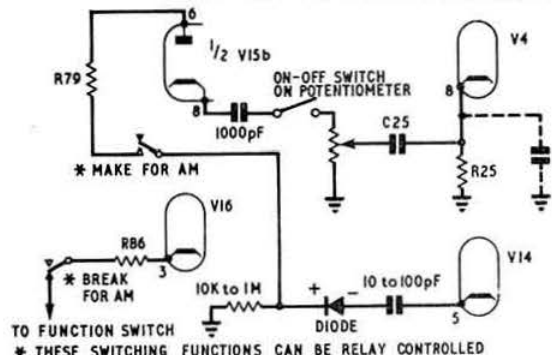 6
V4
1/2 V15b
R79
ON-OFF SWITCH
ON POTENTIOMETER
8
8
C25
1000pF
* MAKE FOR AM
R25
V16
R86
V14
3
* BREAK
FOR AM
10K to 1M
+
-
10 to 100pF
5
DIODE
TO FUNCTION SWITCH
* THESE SWITCHING FUNCTIONS CAN BE RELAY CONTROLLED